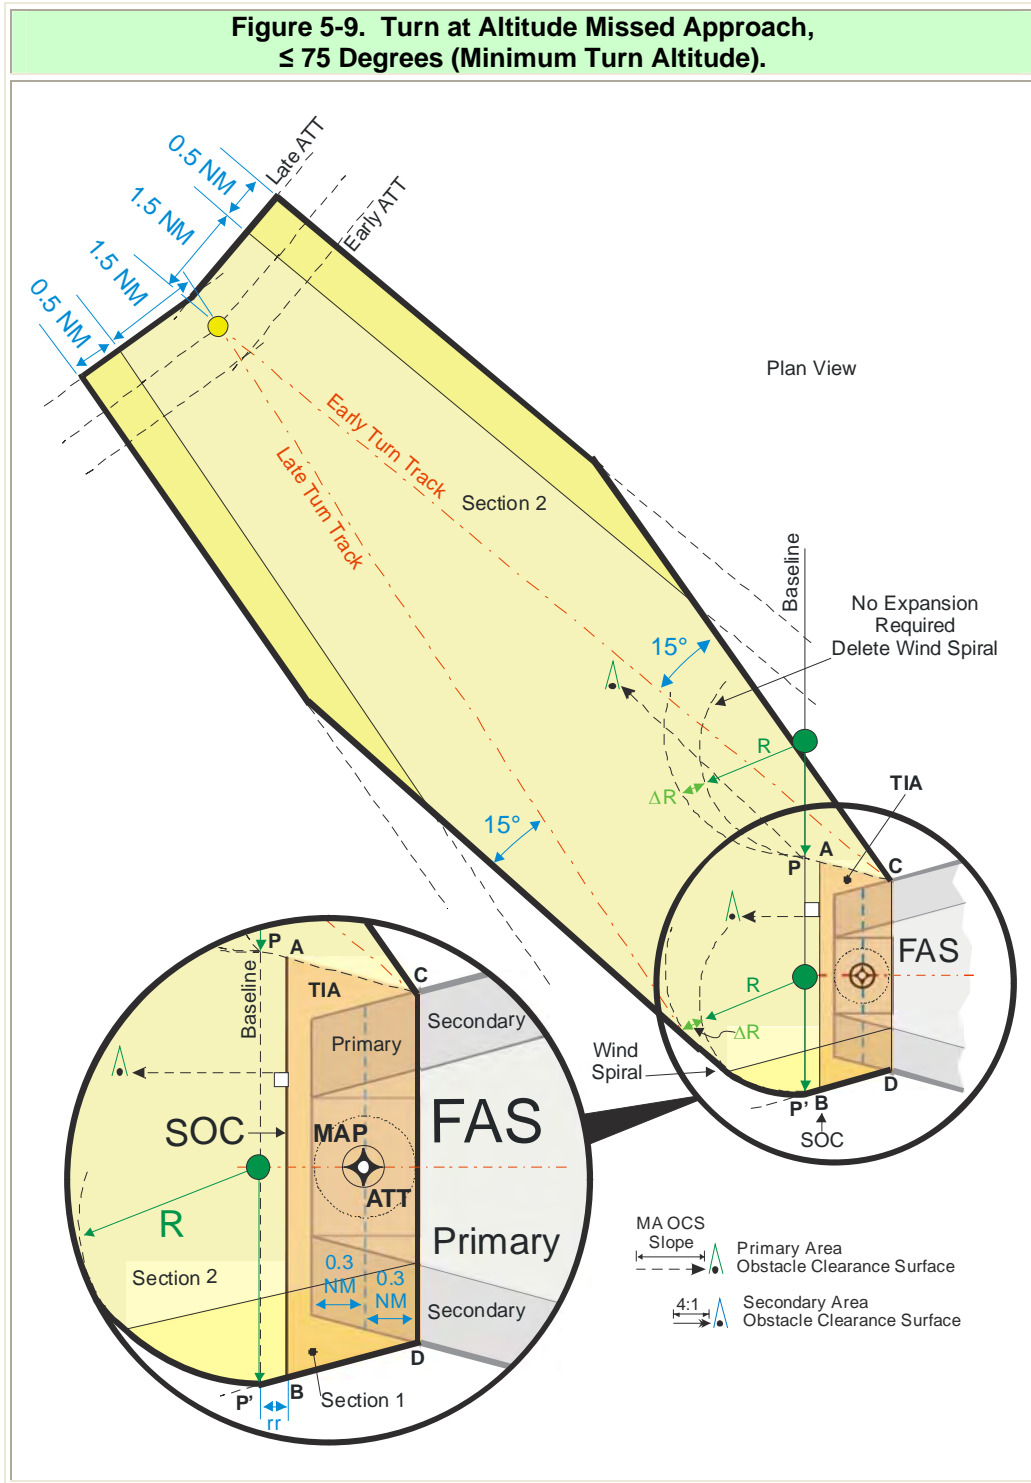 Figure 5-9. Turn at Altitude Missed Approach,
≤ 75 Degrees (Minimum Turn Altitude).
0.5 NM
Late ATT
1.5 NM
Early ATT
1.5 NM
0.5 NM
Plan View
Early Turn Track
Late Turn Track
Section 2
Baseline
No Expansion
Required
Delete Wind Spiral
15°
R
ΔR
TIA
15°
P
A
C
FAS
R
ΔR
Wind
Spiral
D
P' B
SOC
P
A
C
Baseline
TIA
Secondary
Primary
FAS
SOC
MAP
ATT
R
Primary
0.3
NM
0.3
NM
Section 2
Secondary
D
B
P'
Section 1
rr
MA OCS
Slope
Primary Area
Obstacle Clearance Surface
4:1
Secondary Area
Obstacle Clearance Surface